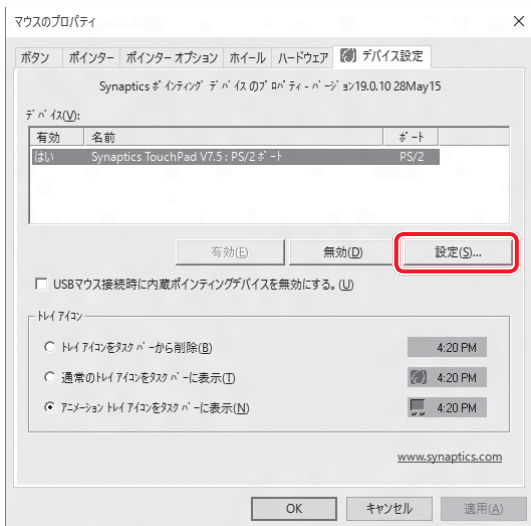 マウスのプロパティ
ボタン ポインター ポインター オプション ホイール ハードウェア デバイス設定
Synaptics ﾎﾟｲﾝﾃｨﾝｸﾞ ﾃﾞﾊﾞｲｽ のﾌﾟﾛﾊﾟﾃｨ - ﾊﾞｰｼﾞｮﾝ19.0.10 28May15
ﾃﾞﾊﾞｲｽ(V):
有効 名前 ﾎﾟｰﾄ
はい Synaptics TouchPad V7.5 : PS/2 ﾎﾟｰﾄ PS/2
有効(E) 無効(D) 設定(S)...
USBマウス接続時に内蔵ポインティングデバイスを無効にする。(U)
ﾄﾚｲ ｱｲｺﾝ
ﾄﾚｲ ｱｲｺﾝをﾀｽｸ ﾊﾞｰから削除(B) 4:20 PM
通常のﾄﾚｲ ｱｲｺﾝをﾀｽｸ ﾊﾞｰに表示(T) 4:20 PM
ｱﾆﾒｰｼｮﾝ ﾄﾚｲ ｱｲｺﾝをﾀｽｸ ﾊﾞｰに表示(N) 4:20 PM
www.synaptics.com
OK キャンセル 適用(A)